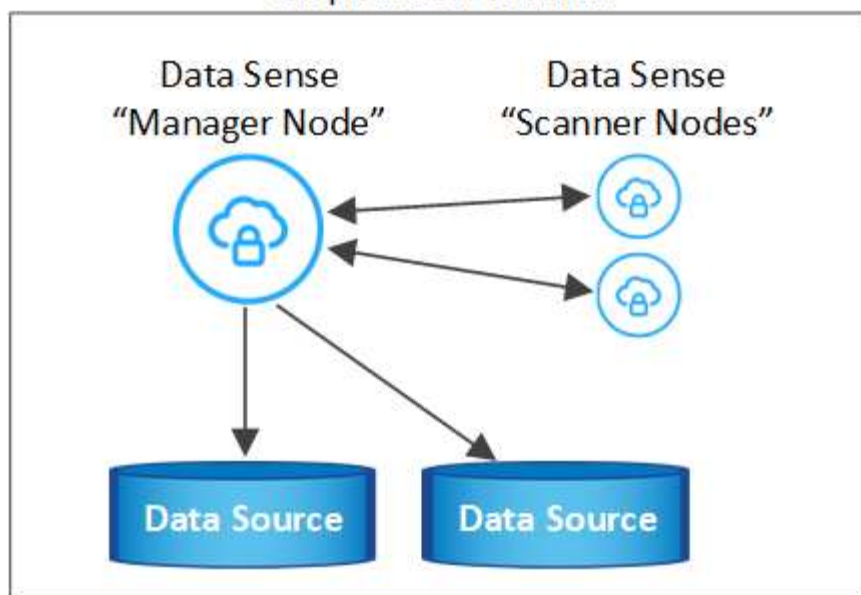 Data Sense
“Manager Node”
Data Sense
“Scanner Nodes”
Data Source
Data Source